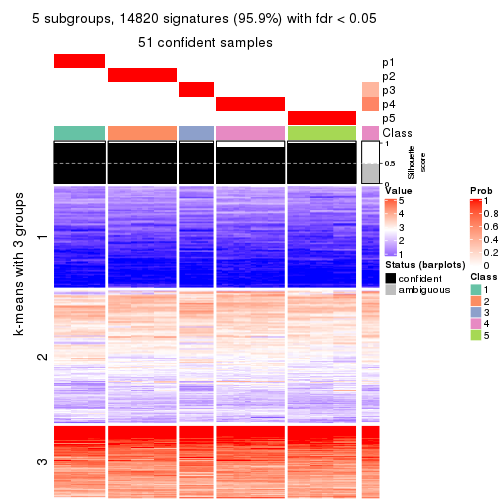 5 subgroups, 14820 signatures (95.9%) with fdr < 0.05
51 confident samples
p1
p2
p3
p4
p5
Class
1
0.5
0
Silhouette
score
k-means with 3 groups
1
2
3
Value
5
4
3
2
1
Status (barplots)
confident
ambiguous
Prob
1
0.8
0.6
0.4
0.2
0
Class
1
2
3
4
5